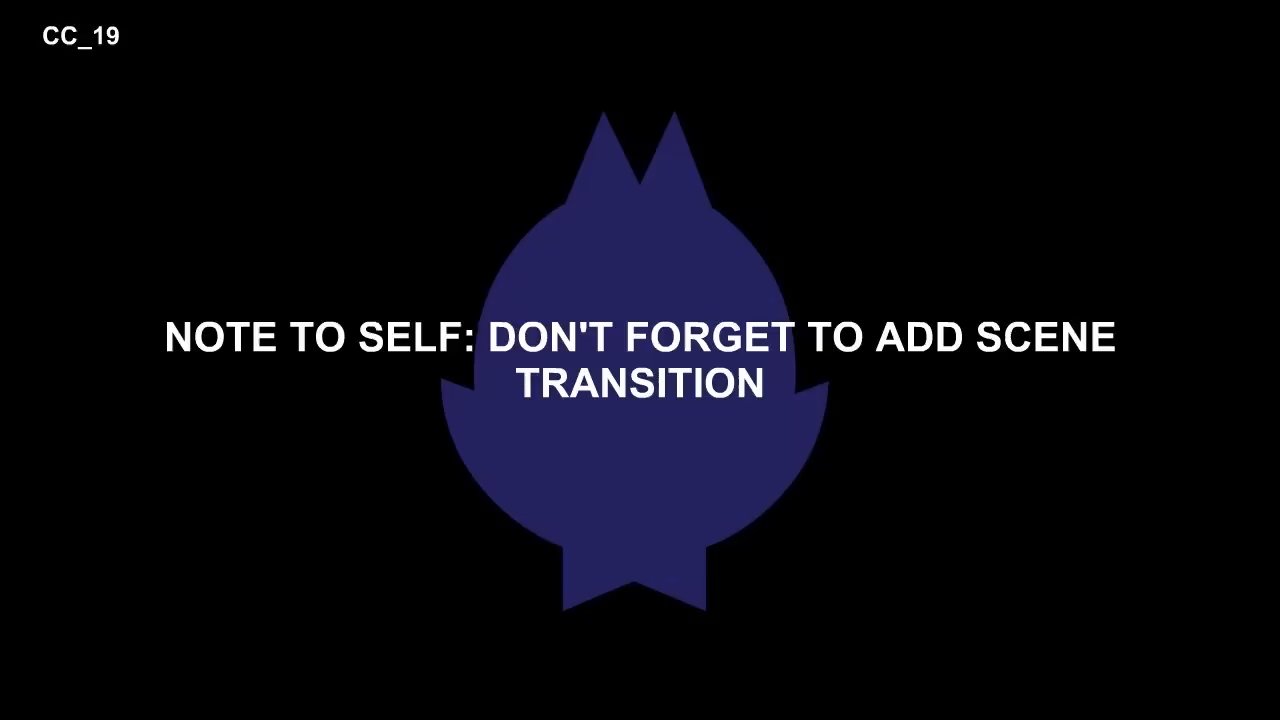 CC_19
NOTE TO SELF: DON'T FORGET TO ADD SCENE
TRANSITION